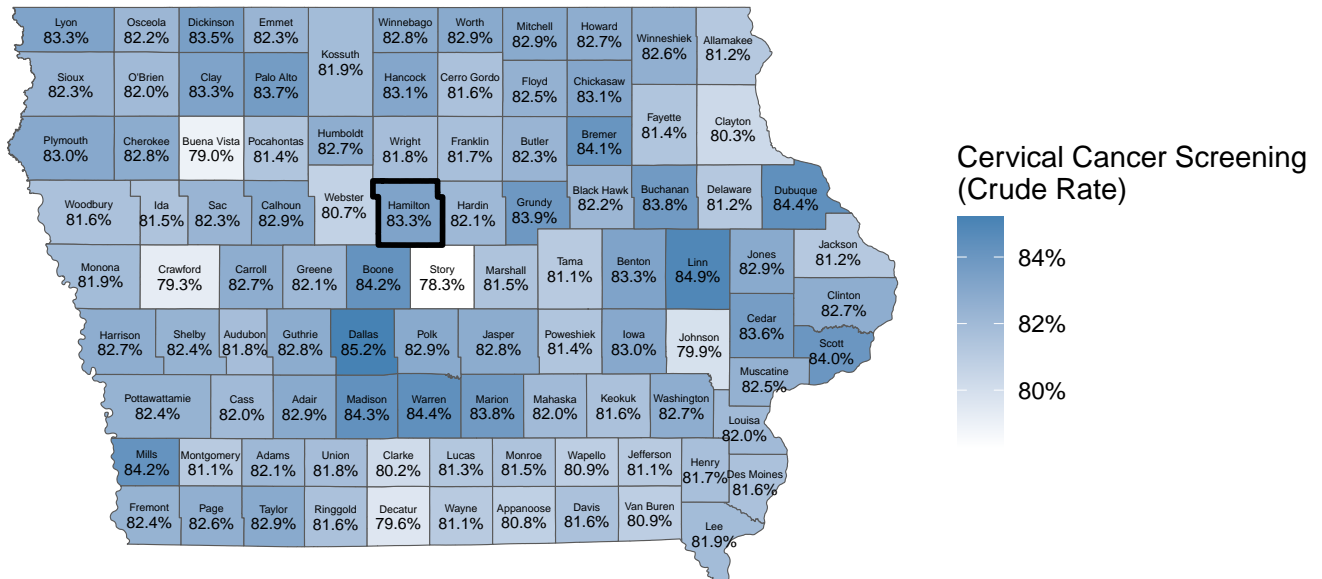 Lyon
83.3%
Osceola
82.2%
Dickinson
83.5%
Emmet
82.3%
Kossuth
81.9%
Winnebago
82.8%
Worth
82.9%
Mitchell
82.9%
Howard
82.7%
Winneshiek
82.6%
Allamakee
81.2%
Sioux
82.3%
O'Brien
82.0%
Clay
83.3%
Palo Alto
83.7%
Hancock
83.1%
Cerro Gordo
81.6%
Floyd
82.5%
Chickasaw
83.1%
Fayette
81.4%
Clayton
80.3%
Plymouth
83.0%
Cherokee
82.8%
Buena Vista
79.0%
Pocahontas
81.4%
Humboldt
82.7%
Wright
81.8%
Franklin
81.7%
Butler
82.3%
Bremer
84.1%
Woodbury
81.6%
Ida
81.5%
Sac
82.3%
Calhoun
82.9%
Webster
80.7%
Hamilton
83.3%
Hardin
82.1%
Grundy
83.9%
Black Hawk
82.2%
Buchanan
83.8%
Delaware
81.2%
Dubuque
84.4%
Monona
81.9%
Crawford
79.3%
Carroll
82.7%
Greene
82.1%
Boone
84.2%
Story
78.3%
Marshall
81.5%
Tama
81.1%
Benton
83.3%
Linn
84.9%
Jones
82.9%
Jackson
81.2%
Clinton
82.7%
Harrison
82.7%
Shelby
82.4%
Audubon
81.8%
Guthrie
82.8%
Dallas
85.2%
Polk
82.9%
Jasper
82.8%
Poweshiek
81.4%
Iowa
83.0%
Johnson
79.9%
Cedar
83.6%
Scott
84.0%
Muscatine
82.5%
Pottawattamie
82.4%
Cass
82.0%
Adair
82.9%
Madison
84.3%
Warren
84.4%
Marion
83.8%
Mahaska
82.0%
Keokuk
81.6%
Washington
82.7%
Louisa
82.0%
Mills
84.2%
Montgomery
81.1%
Adams
82.1%
Union
81.8%
Clarke
80.2%
Lucas
81.3%
Monroe
81.5%
Wapello
80.9%
Jefferson
81.1%
Henry
81.7%
Des Moines
81.6%
Fremont
82.4%
Page
82.6%
Taylor
82.9%
Ringgold
81.6%
Decatur
79.6%
Wayne
81.1%
Appanoose
80.8%
Davis
81.6%
Van Buren
80.9%
Lee
81.9%
Cervical Cancer Screening
(Crude Rate)
84%
82%
80%